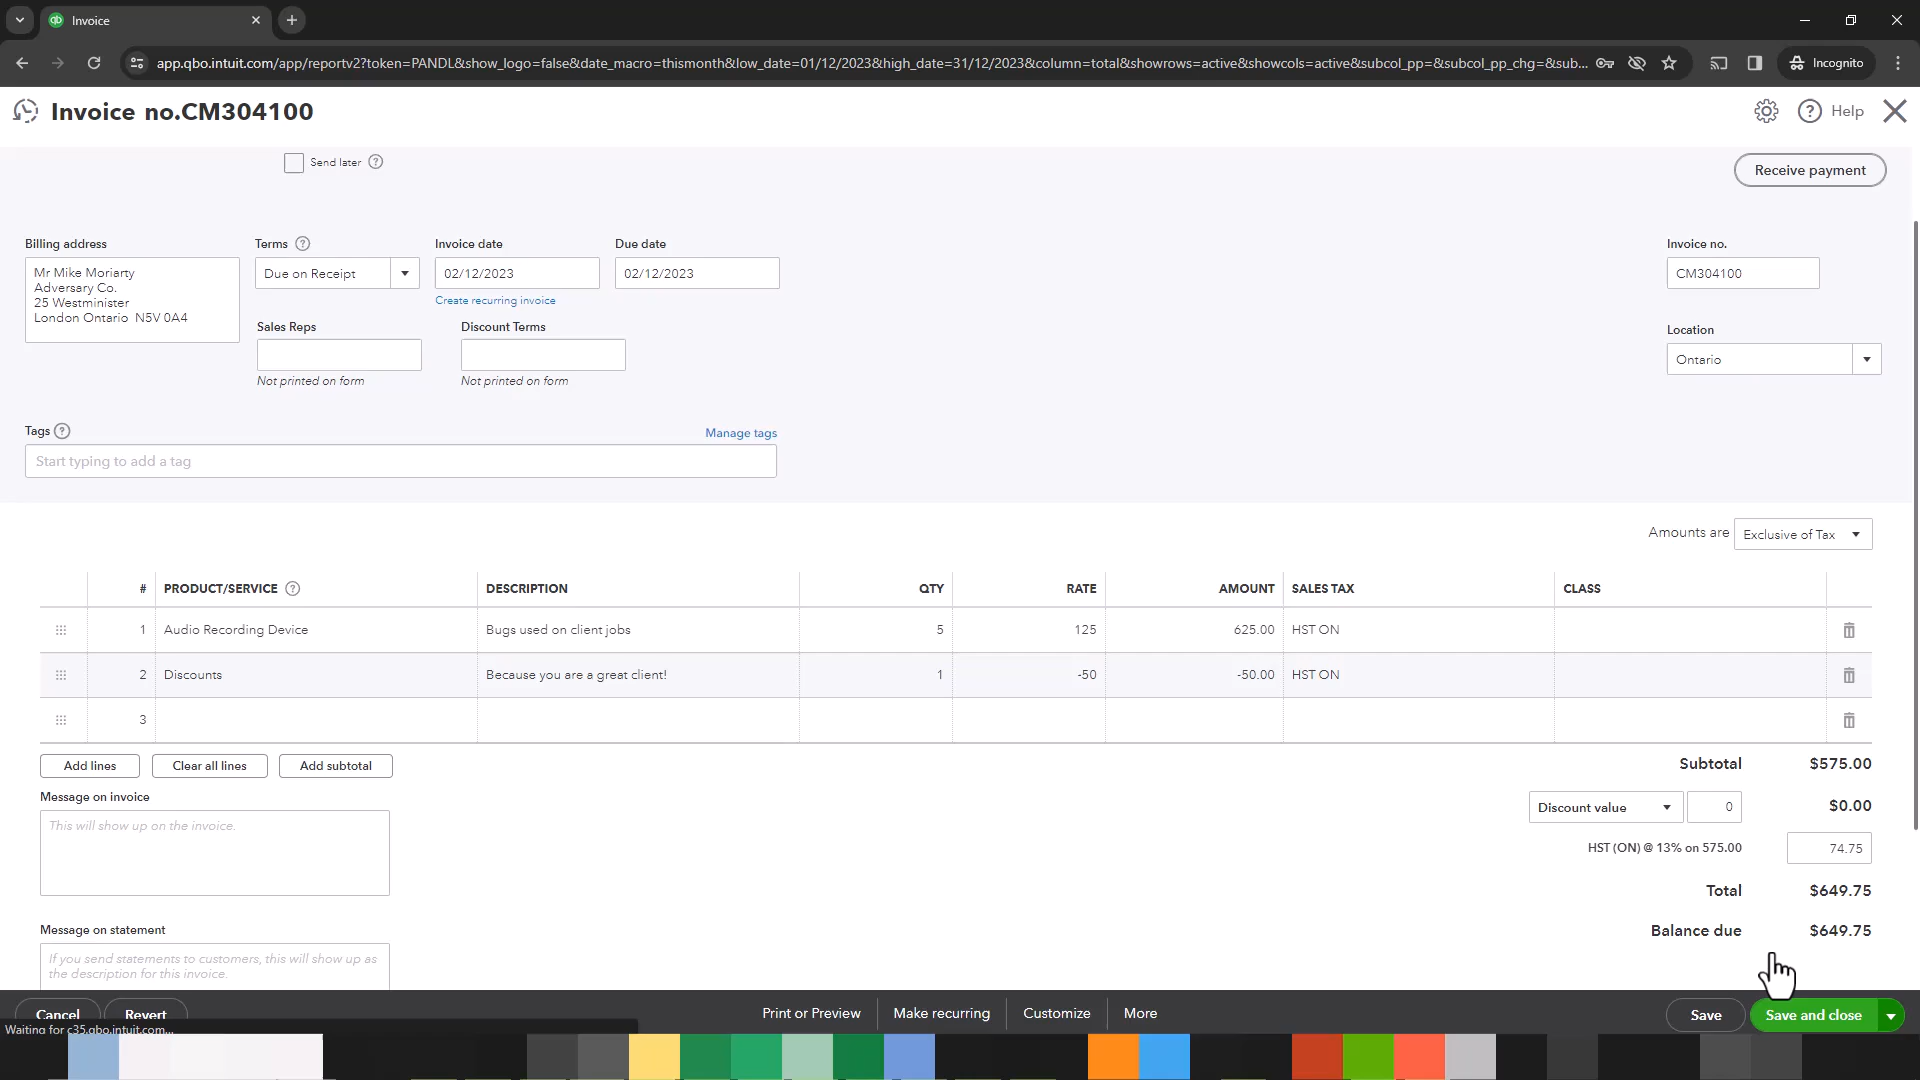 Invoice
app.qbo.intuit.com/app/reportv2?token=PANDL&show_logo=false&date_macro=thismonth&low_date=01/12/2023&high_date=31/12/2023&column=total&showrows=active&showcols=active&subcol_pp=&subcol_pp_chg=&sub...
Incognito
Invoice no.CM304100
Help
Send later
Receive payment
Billing address
Terms
Invoice date
Due date
Invoice no.
Mr Mike Moriarty
Adversary Co.
25 Westminister
London Ontario N5V 0A4
Due on Receipt
02/12/2023
02/12/2023
CM304100
Create recurring invoice
Sales Reps
Discount Terms
Location
Ontario
Not printed on form
Not printed on form
Tags
Manage tags
Start typing to add a tag
Amounts are Exclusive of Tax
# PRODUCT/SERVICE DESCRIPTION QTY RATE AMOUNT SALES TAX CLASS
1 Audio Recording Device Bugs used on client jobs 5 125 625.00 HST ON
2 Discounts Because you are a great client! 1 -50 -50.00 HST ON
3
Add lines Clear all lines Add subtotal
Subtotal $575.00
Message on invoice
This will show up on the invoice.
Discount value 0 $0.00
HST (ON) @ 13% on 575.00 74.75
Total $649.75
Message on statement
Balance due $649.75
If you send statements to customers, this will show up as
the description for this invoice.
Cancel Revert
Print or Preview Make recurring Customize More
Save Save and close
Waiting for c35.qbo.intuit.com...